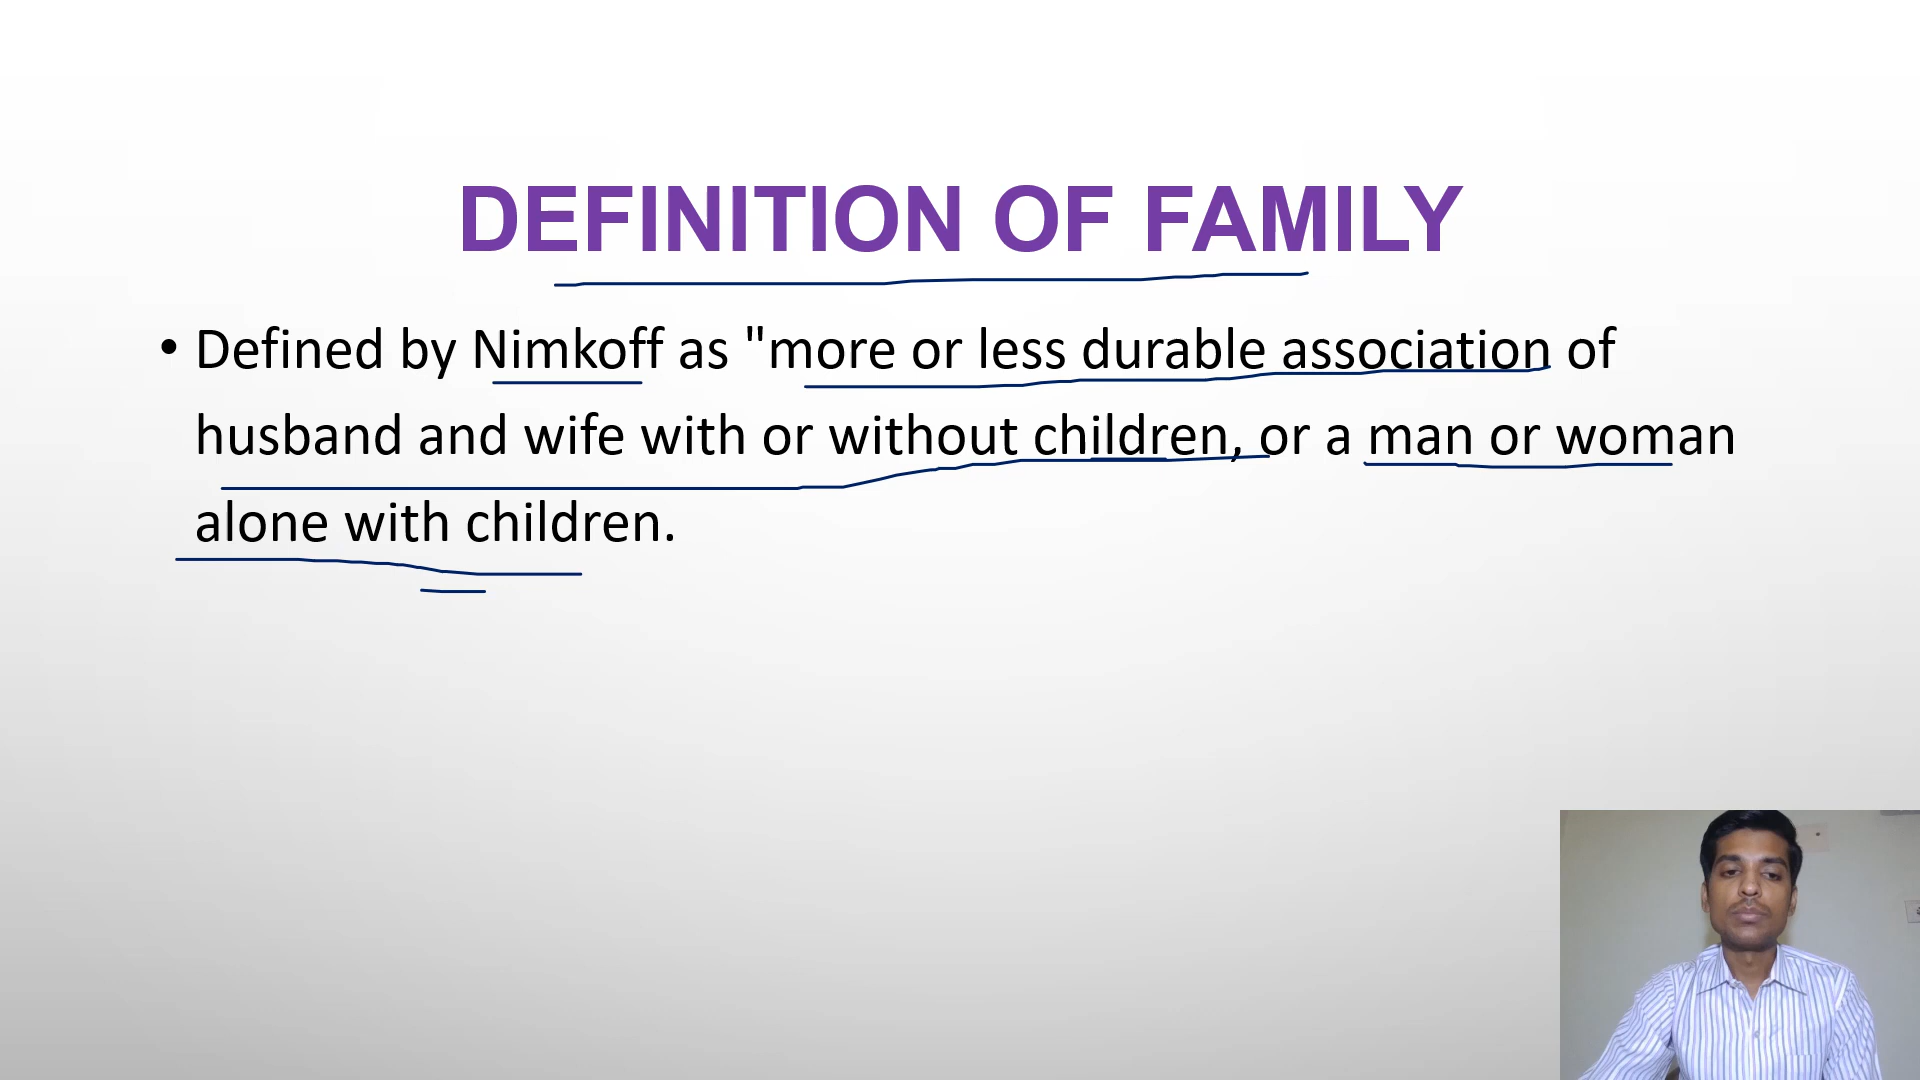 DEFINITION OF FAMILY
• Defined by Nimkoff as "more or less durable association of
husband and wife with or without children, or a man or woman
alone with children.